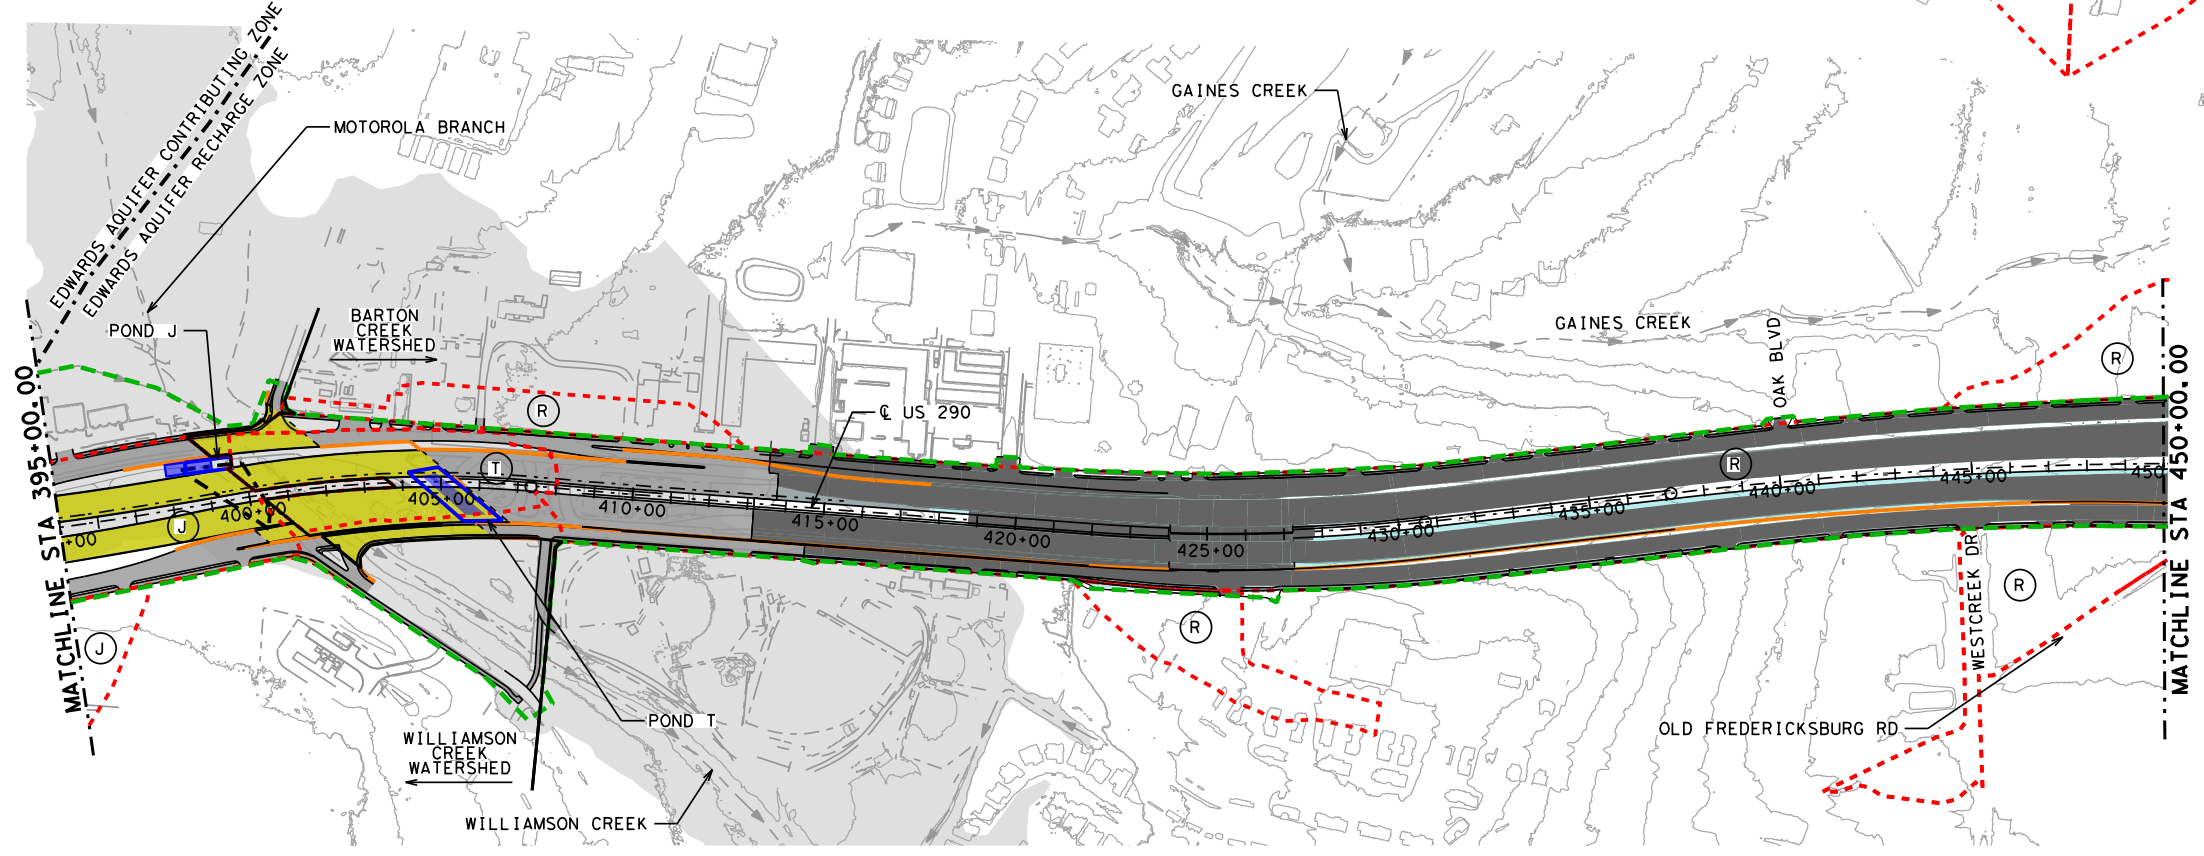 EDWARDS AQUIFER CONTRIBUTING ZONE
EDWARDS AQUIFER RECHARGE ZONE
MOTOROLA BRANCH
GAINES CREEK
POND J
BARTON
CREEK
WATERSHED
GAINES CREEK
OAK BLVD
R
R
℄ US 290
MATCHLINE STA 395+00.00
MATCHLINE STA 450+00.00
T
R
J
+00
400+00
405+00
410+00
415+00
420+00
425+00
430+00
435+00
440+00
445+00
450
J
R
R
WESTCREEK DR
POND T
OLD FREDERICKSBURG RD
WILLIAMSON
CREEK
WATERSHED
WILLIAMSON CREEK